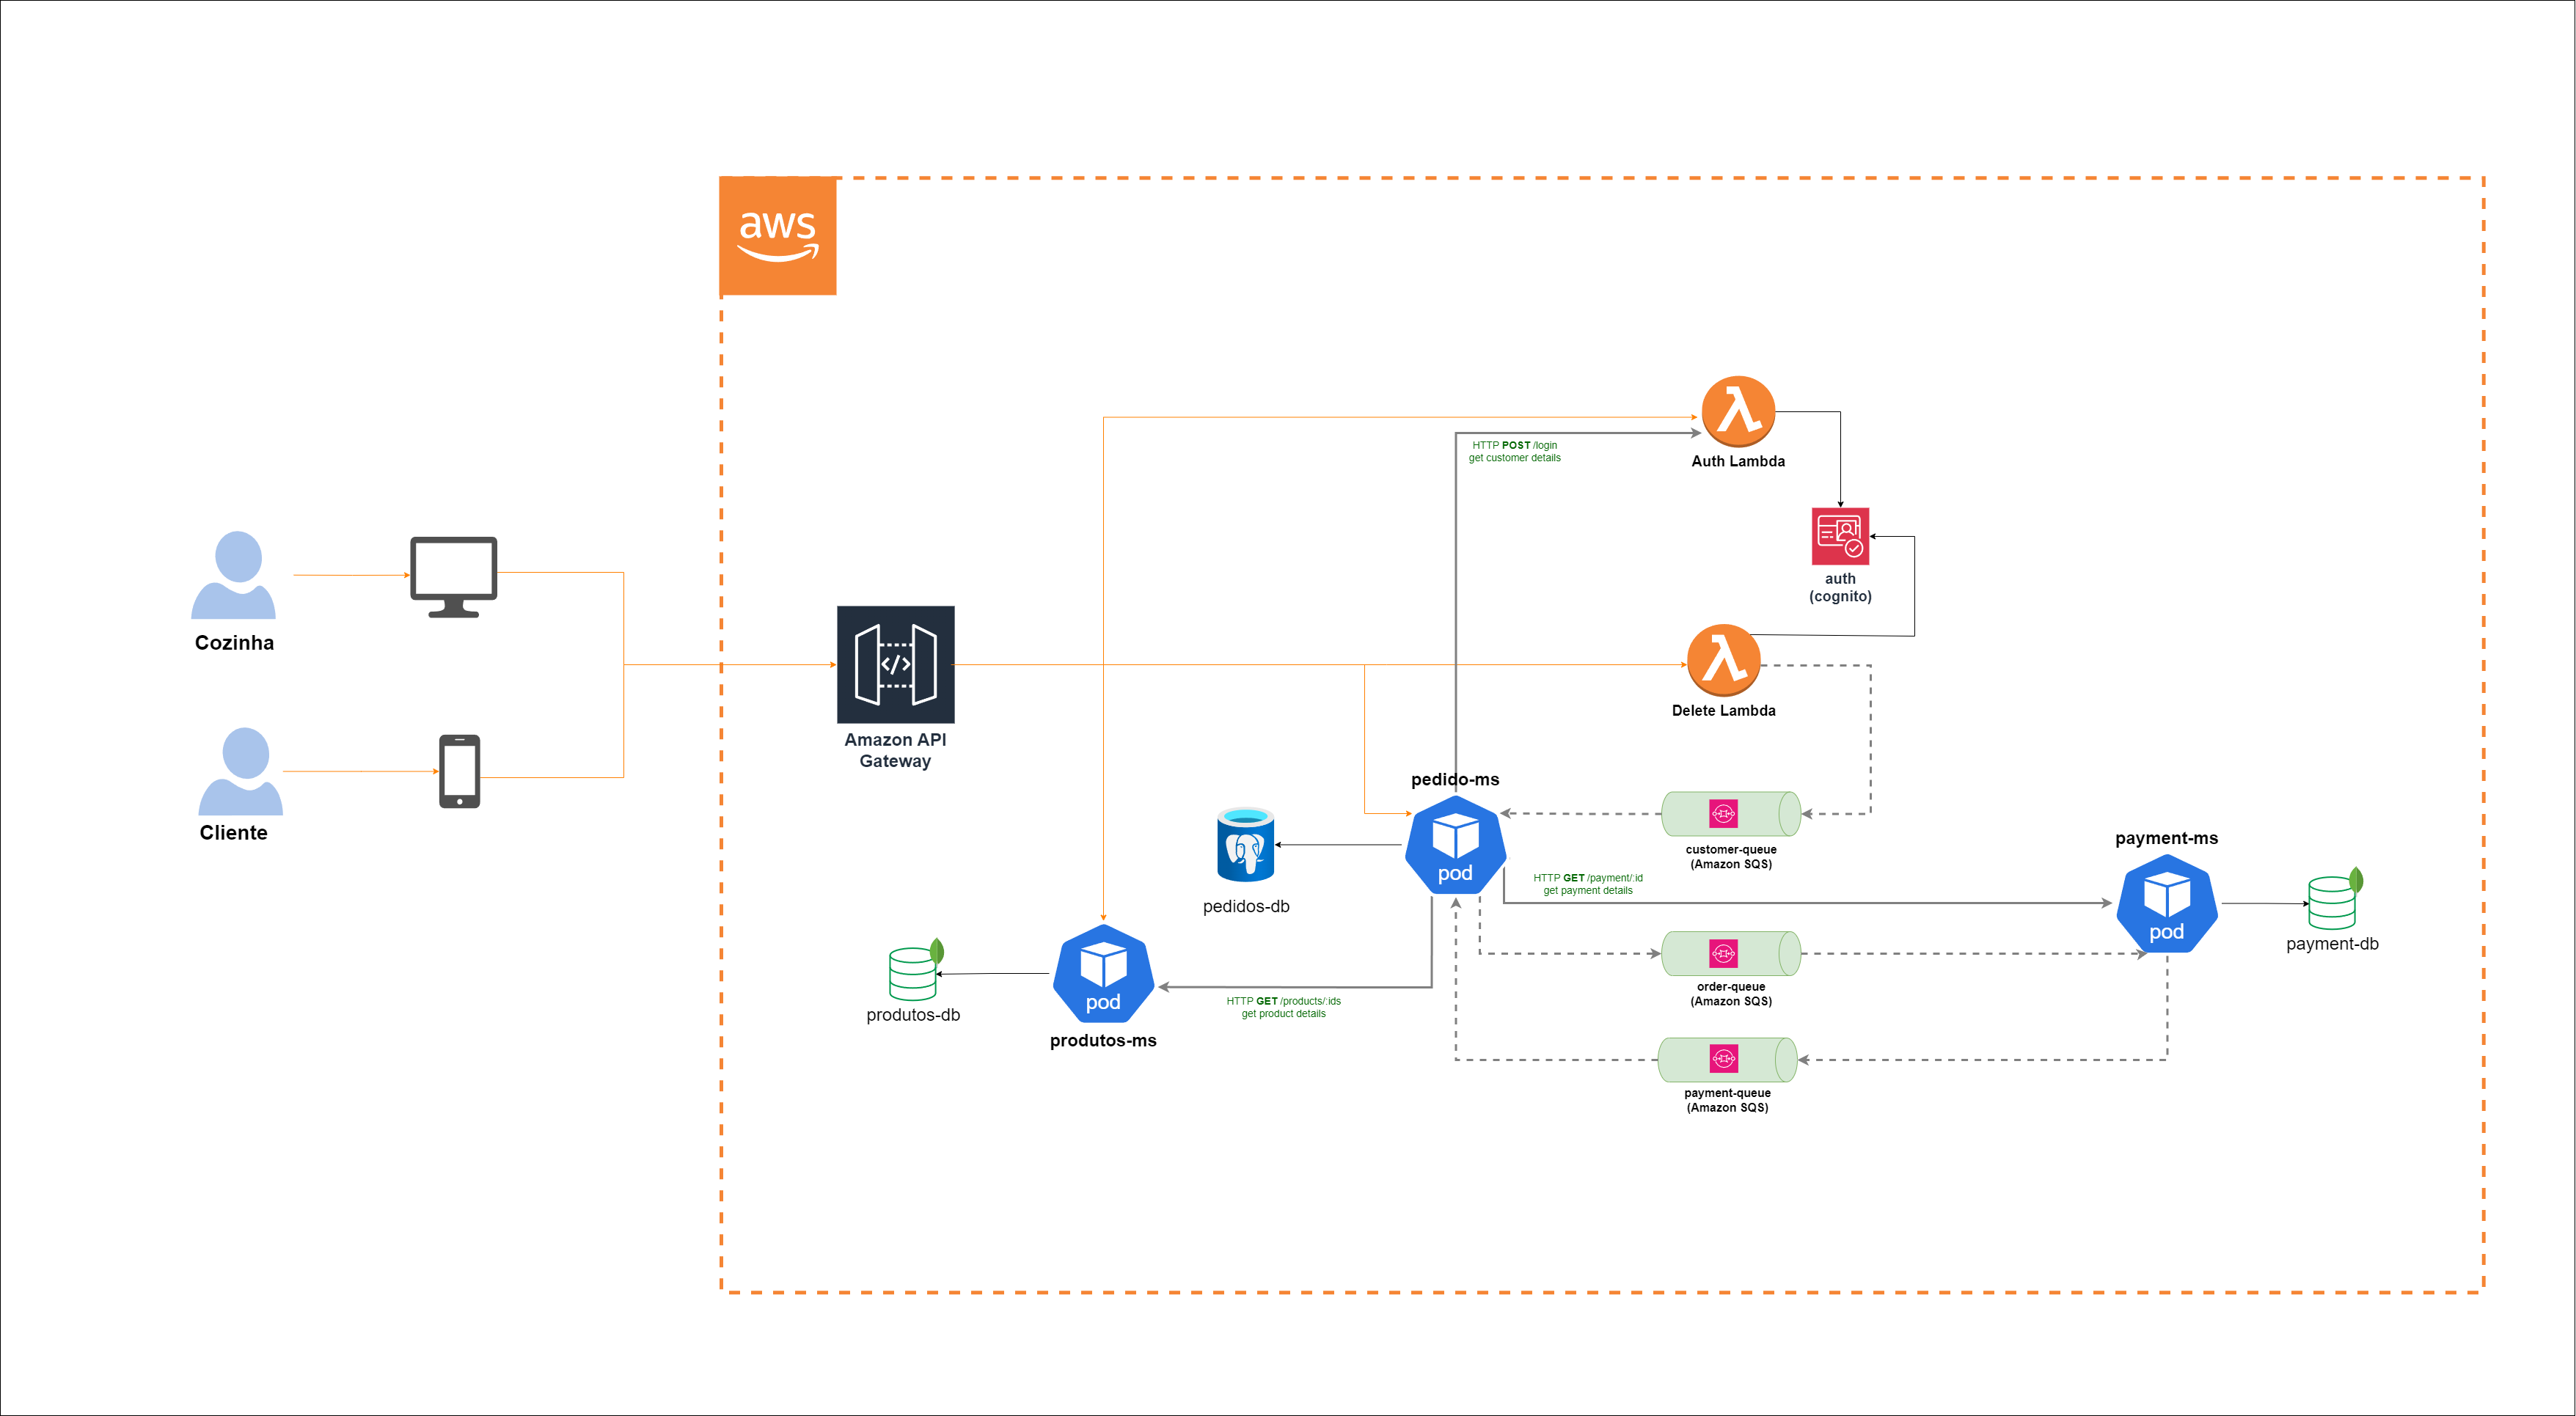 aws
HTTP POST /login
get customer details
Auth Lambda
auth
(cognito)
Cozinha
</>
Amazon API
Gateway
Delete Lambda
Cliente
pedido-ms
pod
pedidos-db
customer-queue
(Amazon SQS)
HTTP GET /payment/:id
get payment details
payment-ms
pod
payment-db
order-queue
(Amazon SQS)
produtos-db
pod
produtos-ms
HTTP GET /products/:ids
get product details
payment-queue
(Amazon SQS)